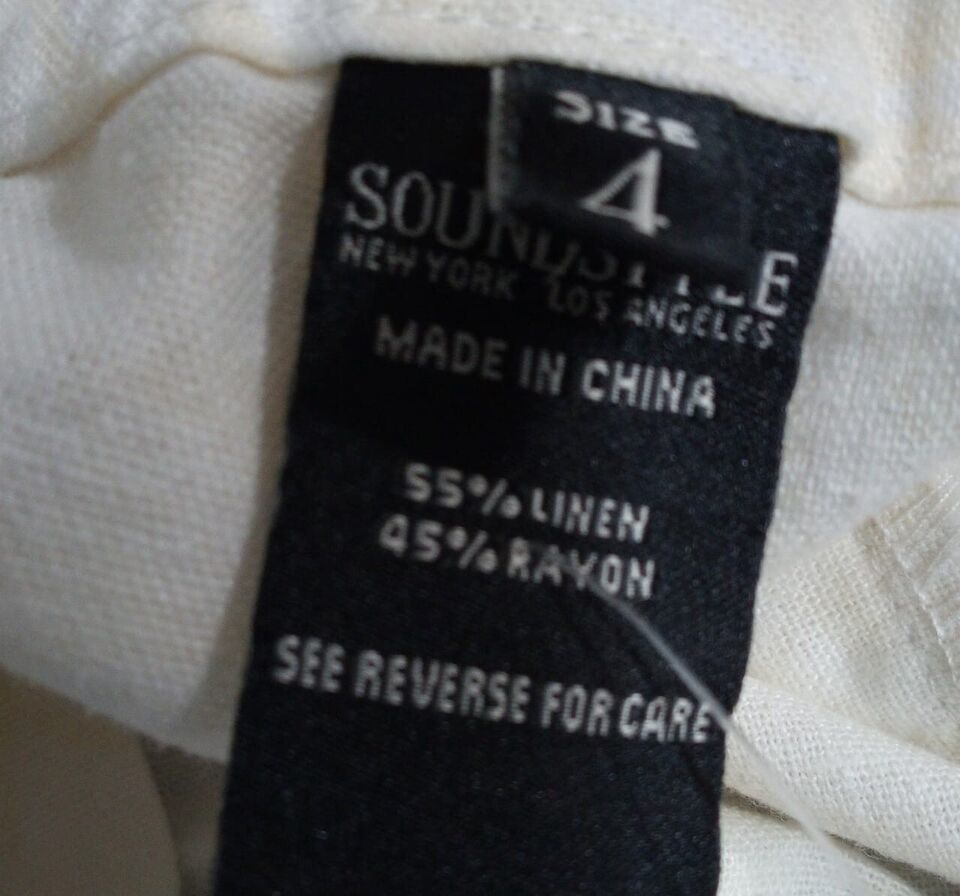 SIZE
4
SOUNDSTYLE
NEW YORK LOS ANGELES
MADE IN CHINA
55% LINEN
45% RAYON
SEE REVERSE FOR CARE